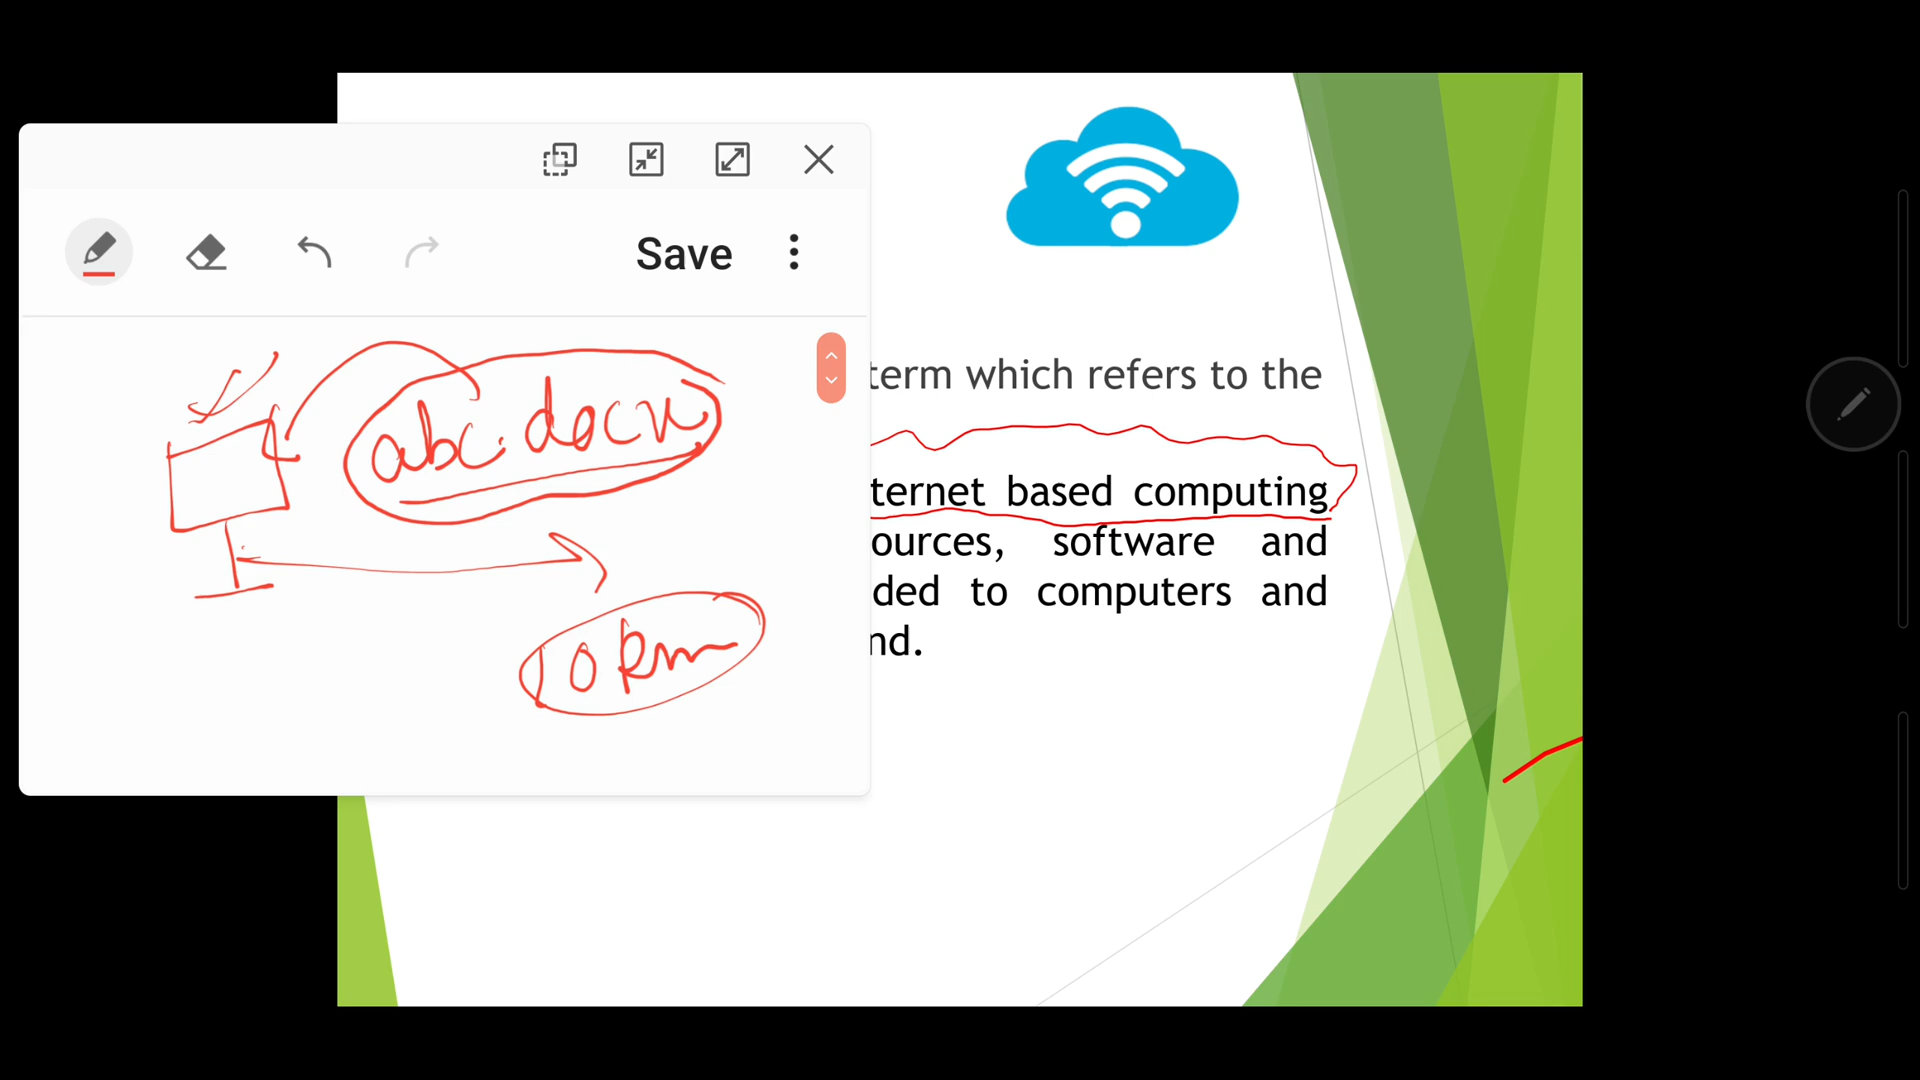 Save
abc.docx
10 km
term which refers to the
ternet based computing
ources, software and
ded to computers and
nd.